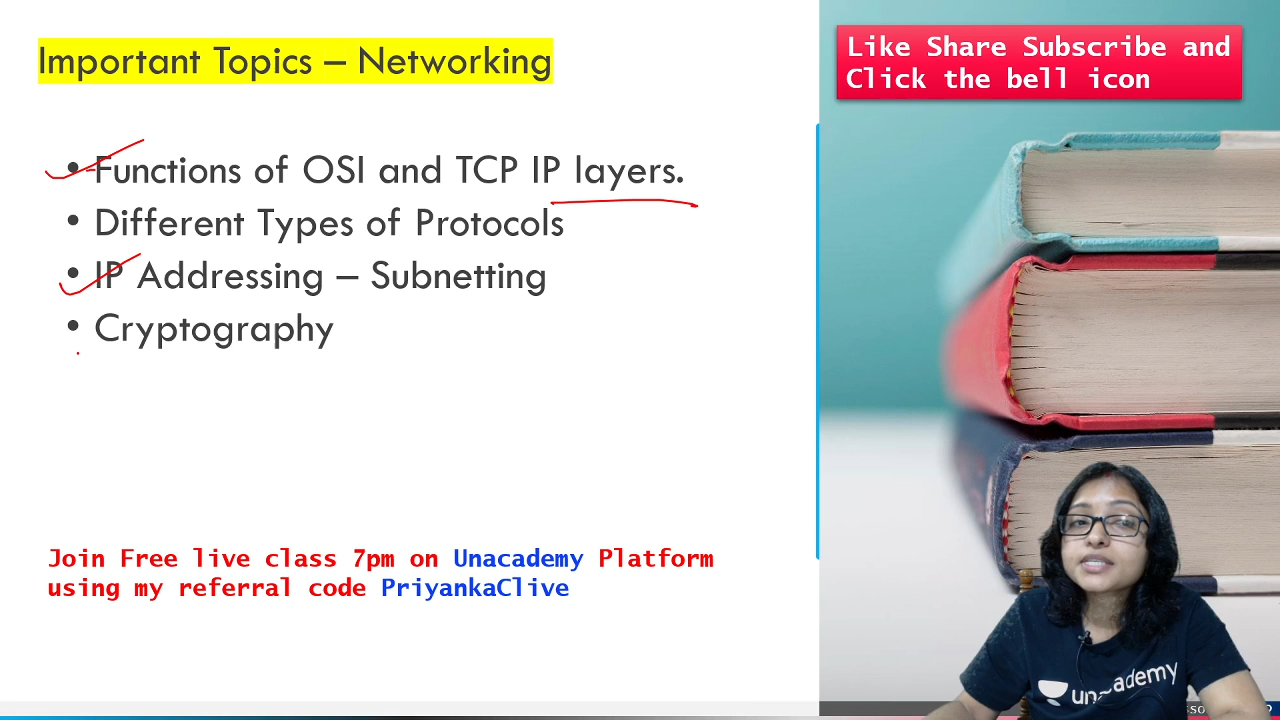 Important Topics – Networking
Like Share Subscribe and
Click the bell icon
• Functions of OSI and TCP IP layers.
• Different Types of Protocols
• IP Addressing – Subnetting
• Cryptography
Join Free live class 7pm on Unacademy Platform
using my referral code PriyankaClive
unacademy